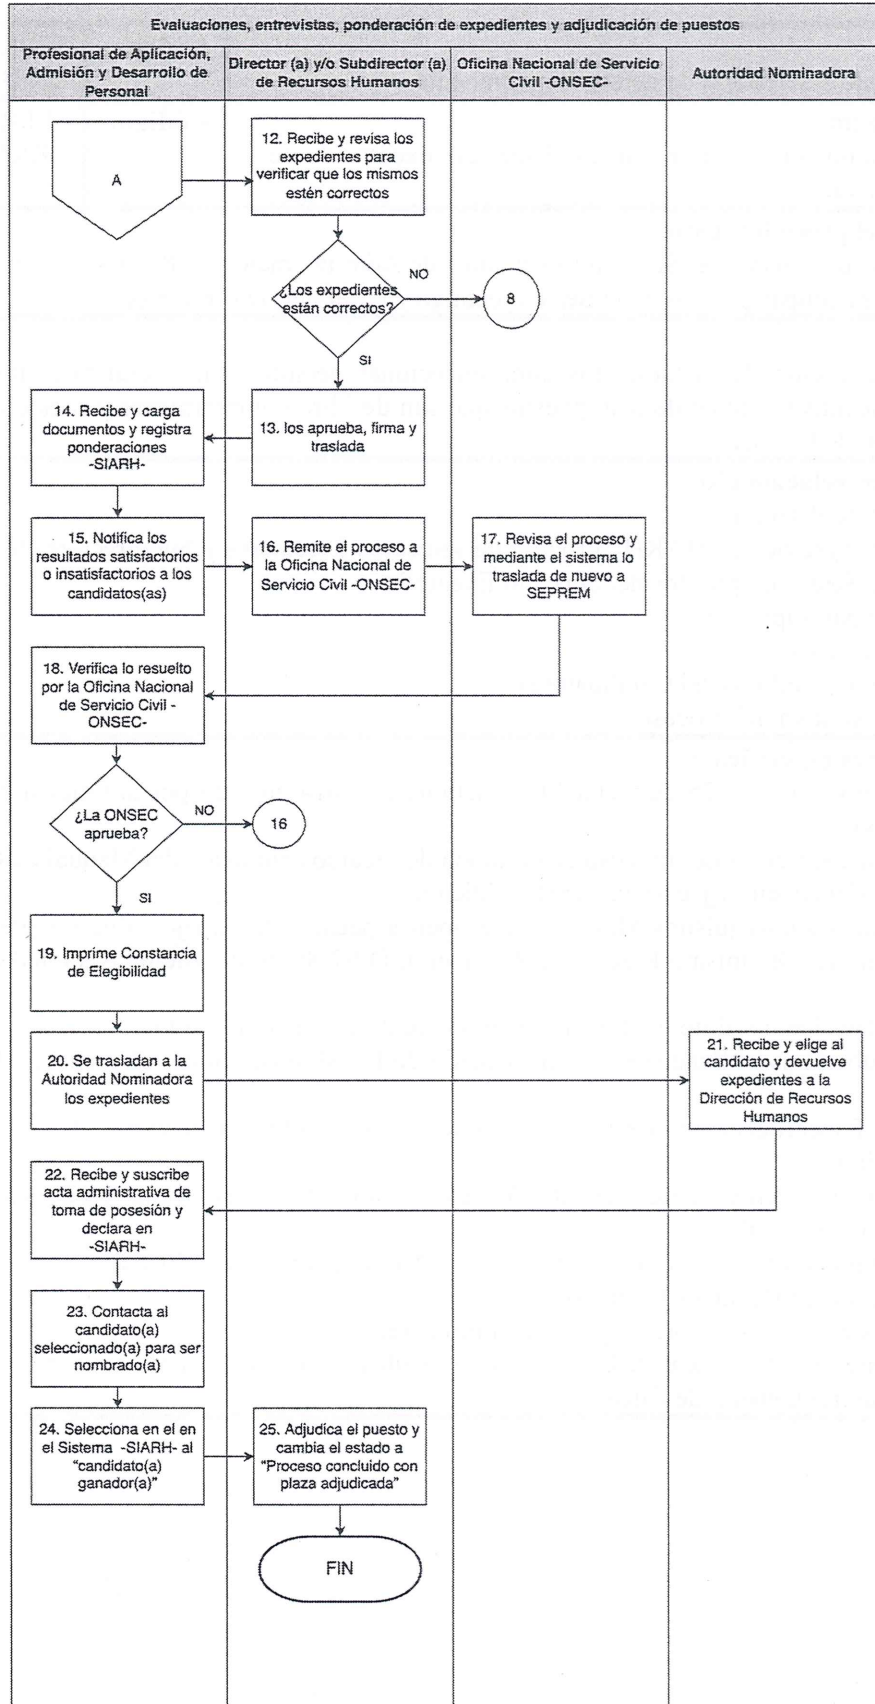 Evaluaciones, entrevistas, ponderación de expedientes y adjudicación de puestos
Profesional de Aplicación,
Admisión y Desarrollo de
Personal
Director (a) y/o Subdirector (a)
de Recursos Humanos
Oficina Nacional de Servicio
Civil -ONSEC-
Autoridad Nominadora
A
12. Recibe y revisa los
expedientes para
verificar que los mismos
estén correctos
¿Los expedientes
están correctos?
NO
8
SI
13. los aprueba, firma y
traslada
14. Recibe y carga
documentos y registra
ponderaciones
-SIARH-
15. Notifica los
resultados satisfactorios
o insatisfactorios a los
candidatos(as)
16. Remite el proceso a
la Oficina Nacional de
Servicio Civil -ONSEC-
17. Revisa el proceso y
mediante el sistema lo
traslada de nuevo a
SEPREM
18. Verifica lo resuelto
por la Oficina Nacional
de Servicio Civil -
ONSEC-
¿La ONSEC
aprueba?
NO
16
SI
19. Imprime Constancia
de Elegibilidad
20. Se trasladan a la
Autoridad Nominadora
los expedientes
21. Recibe y elige al
candidato y devuelve
expedientes a la
Dirección de Recursos
Humanos
22. Recibe y suscribe
acta administrativa de
toma de posesión y
declara en
-SIARH-
23. Contacta al
candidato(a)
seleccionado(a) para ser
nombrado(a)
24. Selecciona en el en
el Sistema -SIARH- al
“candidato(a)
ganador(a)”
25. Adjudica el puesto y
cambia el estado a
“Proceso concluido con
plaza adjudicada”
FIN